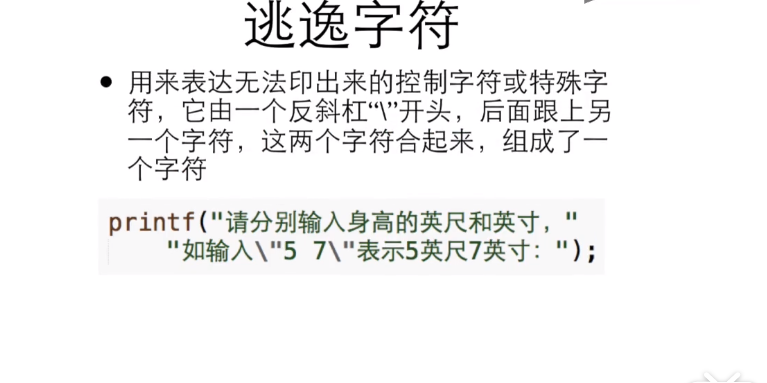 逃逸字符
• 用来表达无法印出来的控制字符或特殊字
符，它由一个反斜杠“\”开头，后面跟上另
一个字符，这两个字符合起来，组成了一
个字符
printf("请分别输入身高的英尺和英寸，"
"如输入\"5 7\"表示5英尺7英寸：");